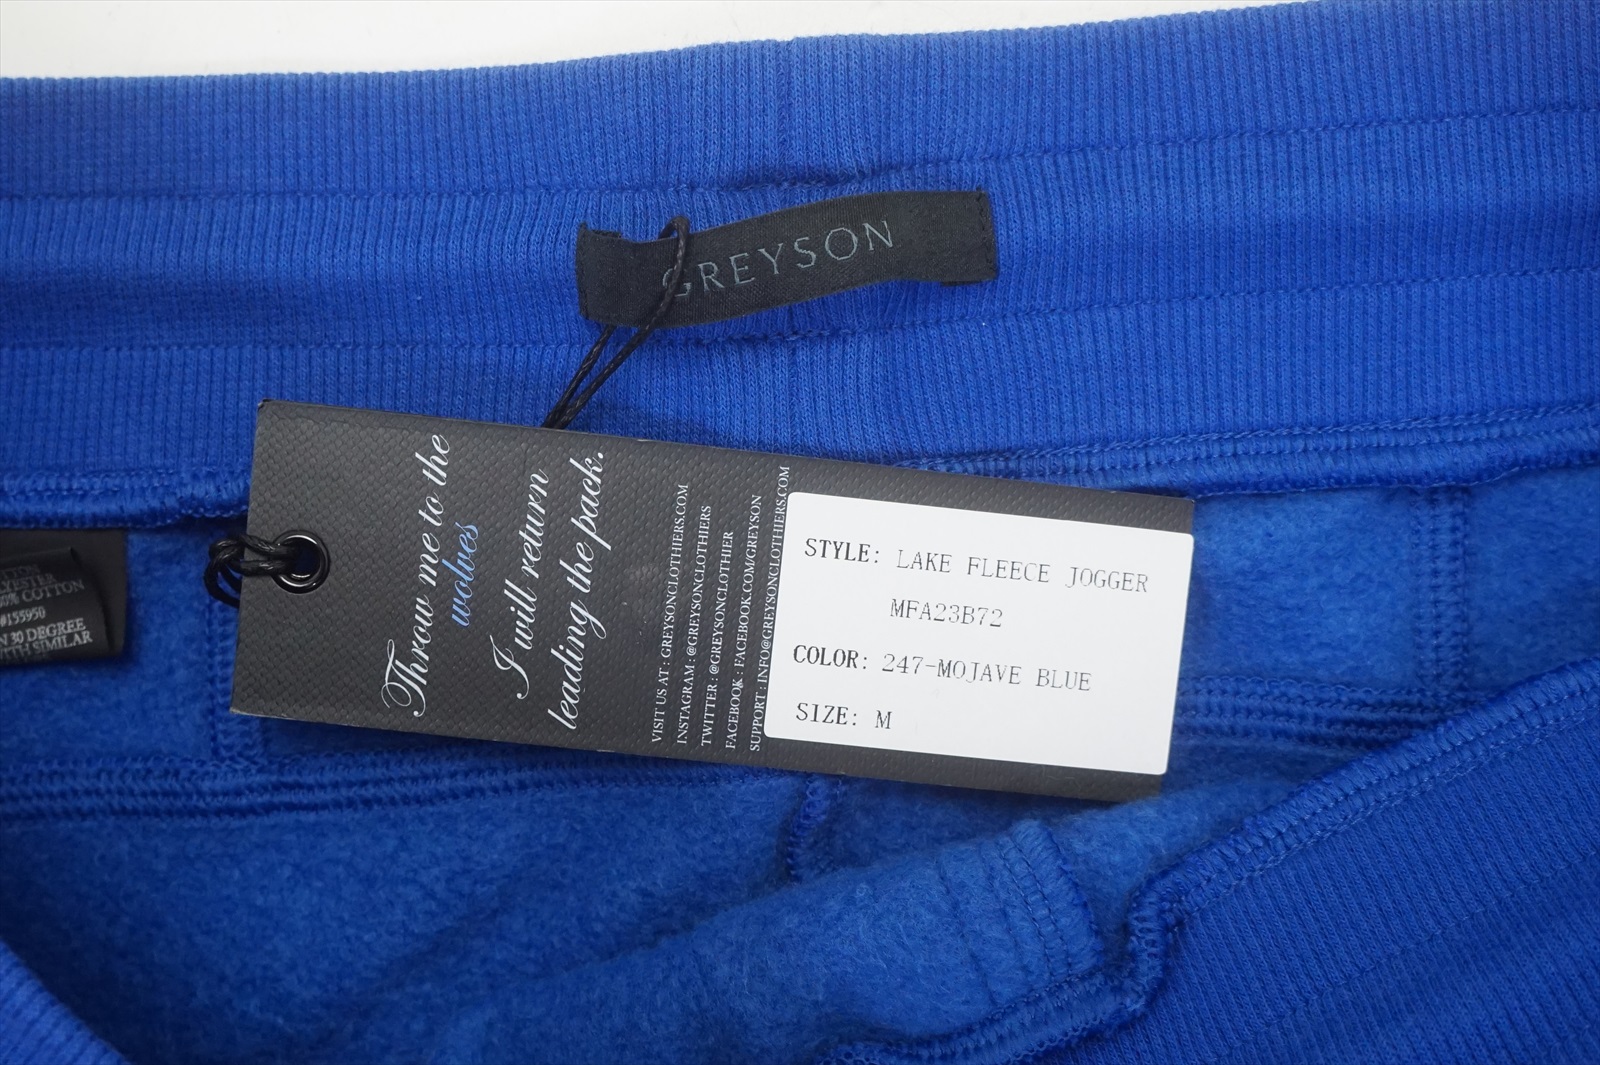 GREYSON
Throw me to the
wolves
I will return
leading the pack.
VISIT US AT : GREYSONCLOTHIERS.COM
INSTAGRAM : @GREYSONCLOTHIERS
TWITTER : @GREYSONCLOTHIER
FACEBOOK : FACEBOOK.COM/GREYSON
SUPPORT : INFO@GREYSONCLOTHIERS.COM
STYLE: LAKE FLEECE JOGGER
MFA23B72
COLOR: 247-MOJAVE BLUE
SIZE: M
COTTON
#155950
30 DEGREE
SIMILAR